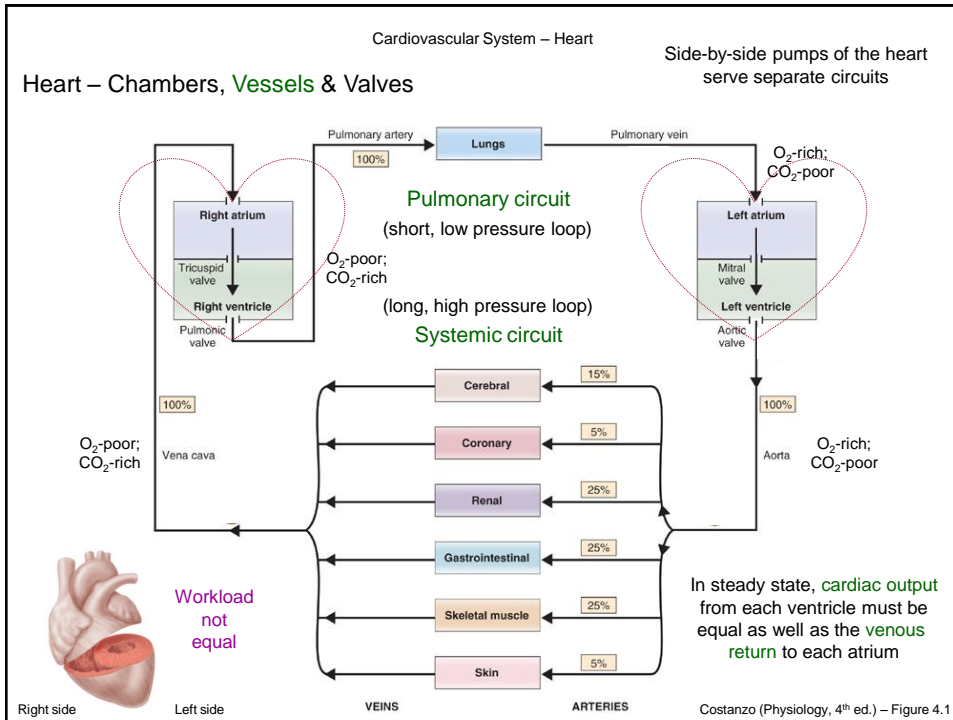 Cardiovascular System – Heart
Side-by-side pumps of the heart
serve separate circuits
Heart – Chambers, Vessels & Valves
Pulmonary artery
100%
Lungs
Pulmonary vein
O₂-rich;
CO₂-poor
Pulmonary circuit
(short, low pressure loop)
Right atrium
Tricuspid
valve
Right ventricle
Pulmonic
valve
O₂-poor;
CO₂-rich
Left atrium
Mitral
valve
Left ventricle
Aortic
valve
(long, high pressure loop)
Systemic circuit
100%
O₂-poor;
CO₂-rich
Vena cava
Cerebral
15%
Coronary
5%
Renal
25%
Gastrointestinal
25%
Skeletal muscle
25%
Skin
5%
100%
Aorta
O₂-rich;
CO₂-poor
Workload
not
equal
In steady state, cardiac output
from each ventricle must be
equal as well as the venous
return to each atrium
Right side
Left side
VEINS
ARTERIES
Costanzo (Physiology, 4th ed.) – Figure 4.1